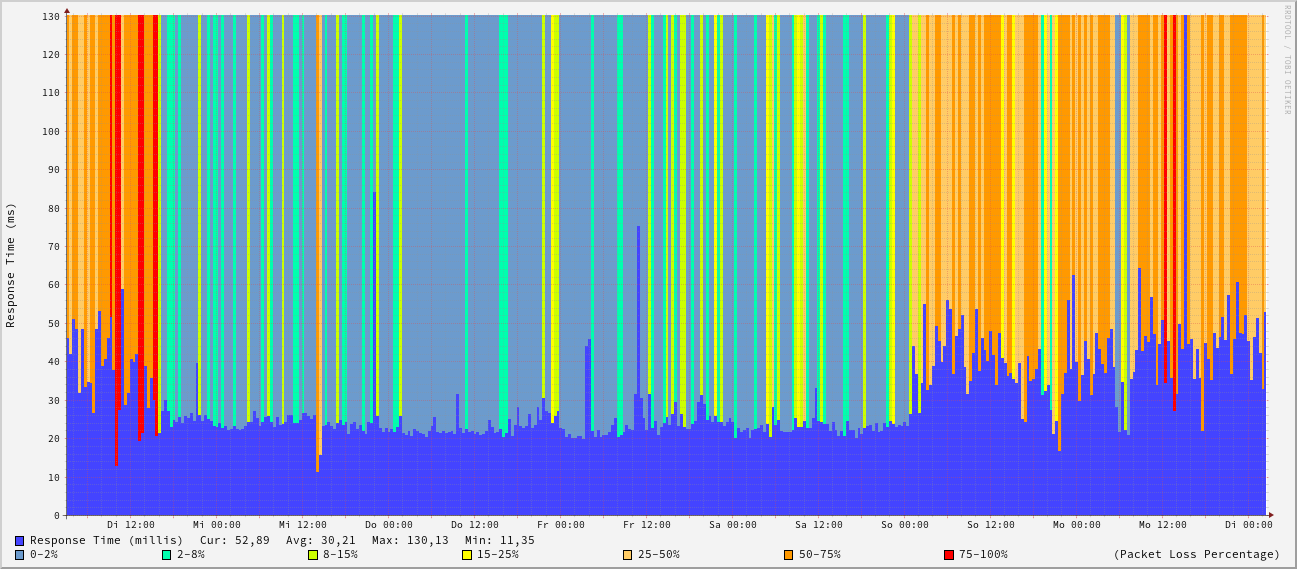 RRDTOOL / TOBI OETIKER
Response Time (ms)
130
120
110
100
90
80
70
60
50
40
30
20
10
0
Di 12:00 Mi 00:00 Mi 12:00 Do 00:00 Do 12:00 Fr 00:00 Fr 12:00 Sa 00:00 Sa 12:00 So 00:00 So 12:00 Mo 00:00 Mo 12:00 Di 00:00
Response Time (millis) Cur: 52,89 Avg: 30,21 Max: 130,13 Min: 11,35
0-2% 2-8% 8-15% 15-25% 25-50% 50-75% 75-100% (Packet Loss Percentage)